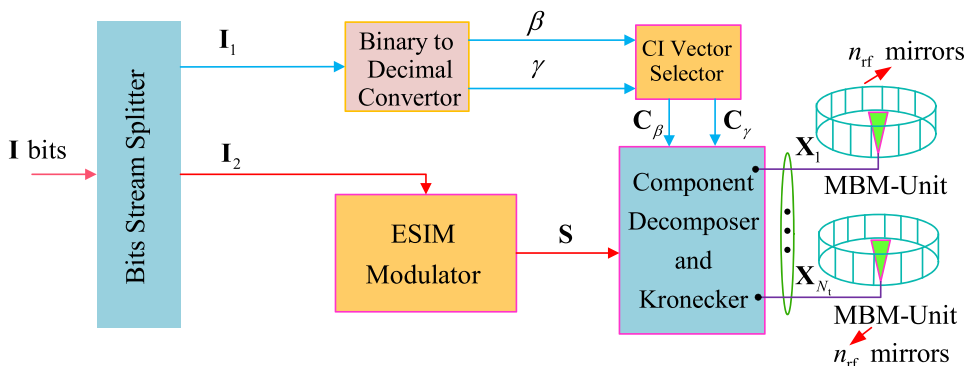 I bits
Bits Stream Splitter
I₁
I₂
Binary to
Decimal
Convertor
β
γ
CI Vector
Selector
C_β
C_γ
ESIM
Modulator
S
Component
Decomposer
and
Kronecker
X₁
X_{N_t}
n_rf mirrors
MBM-Unit
MBM-Unit
n_rf mirrors